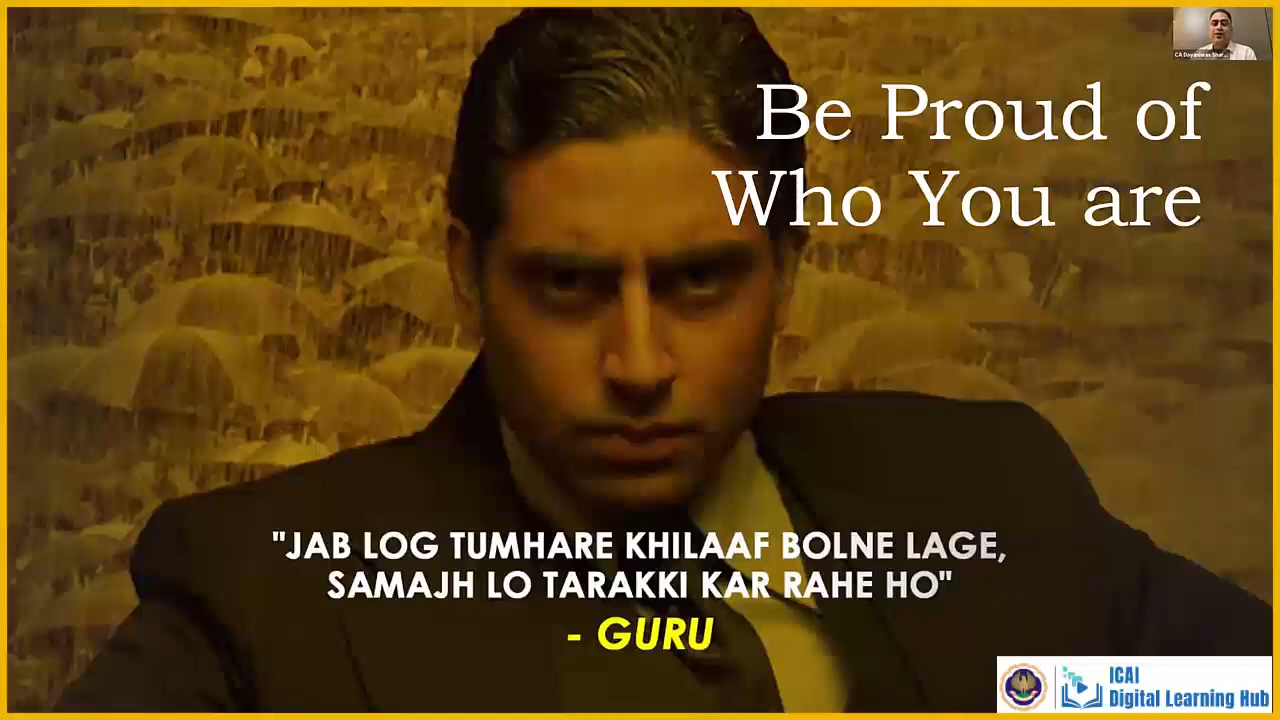 Be Proud of
Who You are
"JAB LOG TUMHARE KHILAAF BOLNE LAGE,
SAMAJH LO TARAKKI KAR RAHE HO"
- GURU
ICAI
Digital Learning Hub